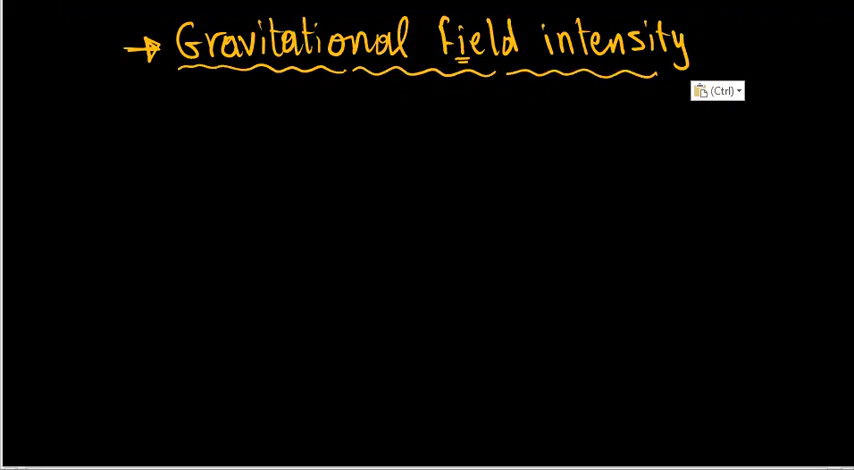 → Gravitational field intensity
(Ctrl)